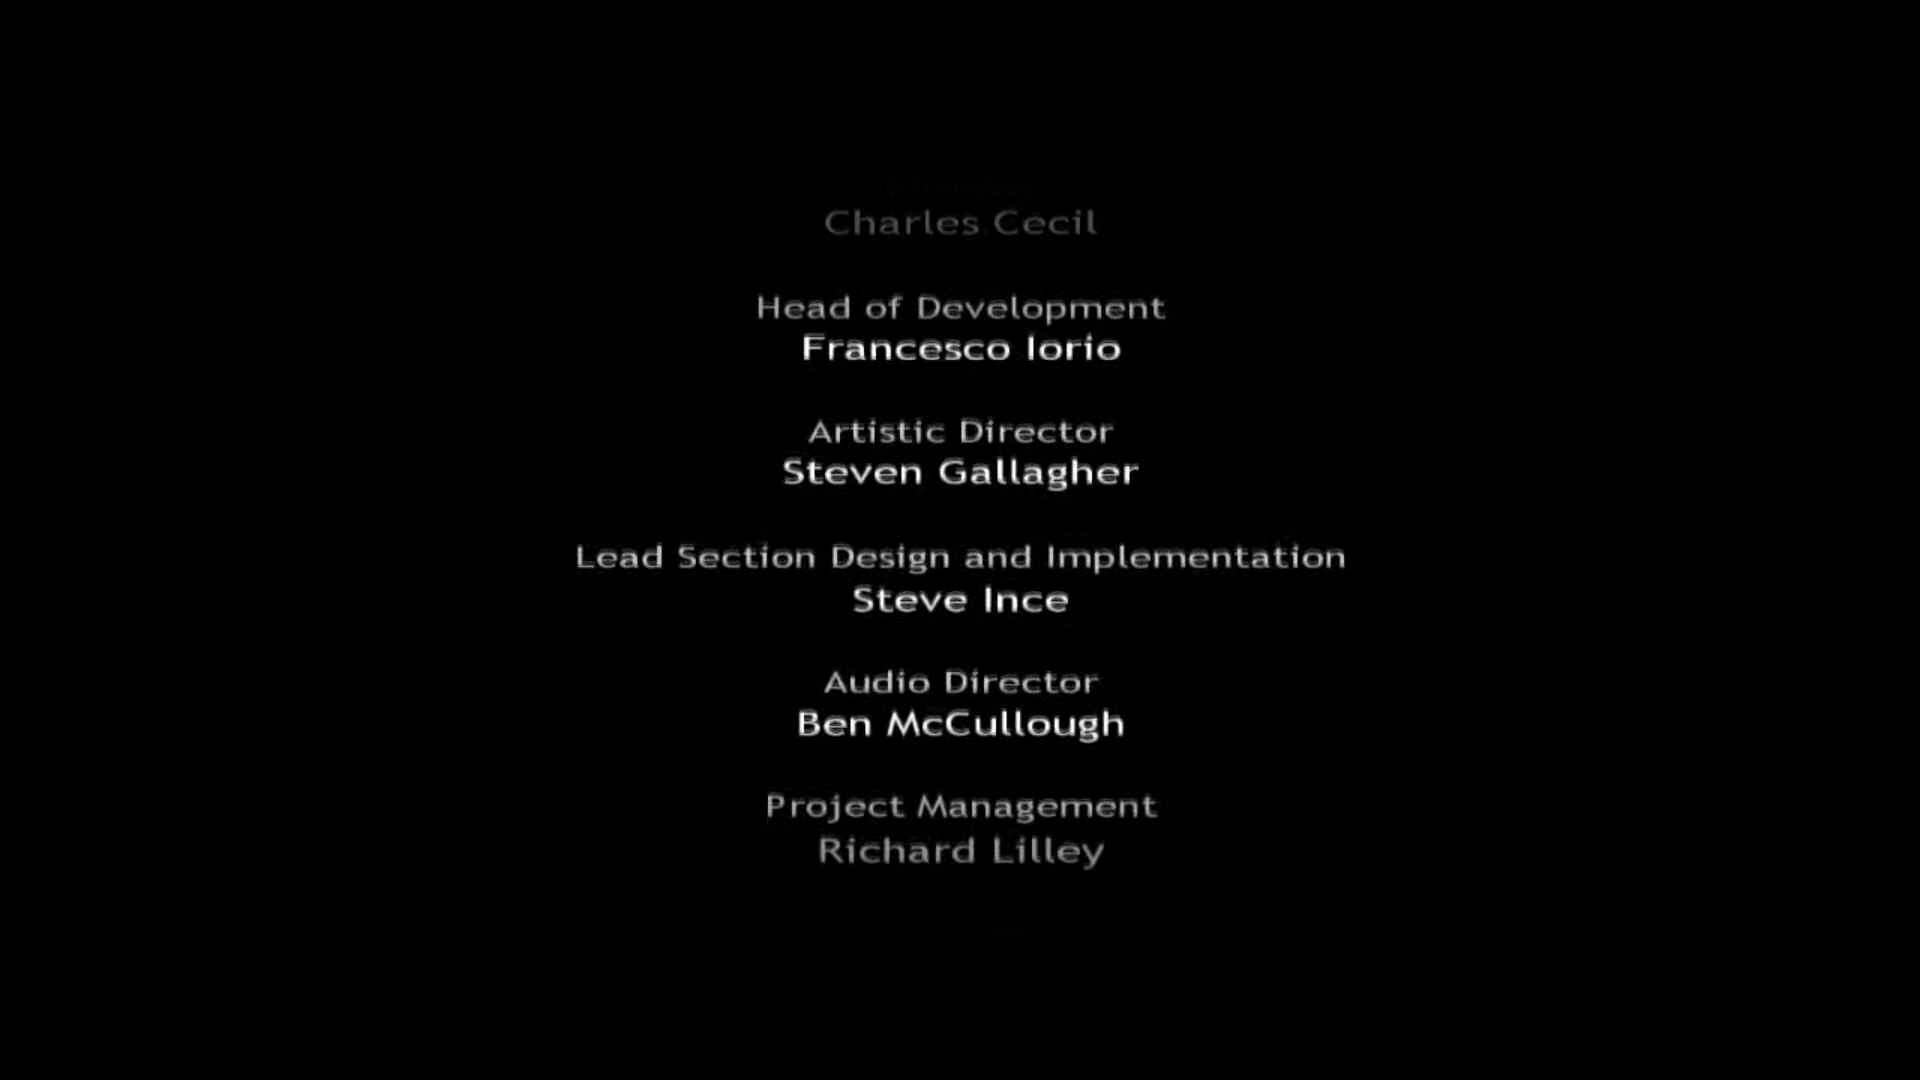 Charles Cecil
Head of Development
Francesco Iorio
Artistic Director
Steven Gallagher
Lead Section Design and Implementation
Steve Ince
Audio Director
Ben McCullough
Project Management
Richard Lilley